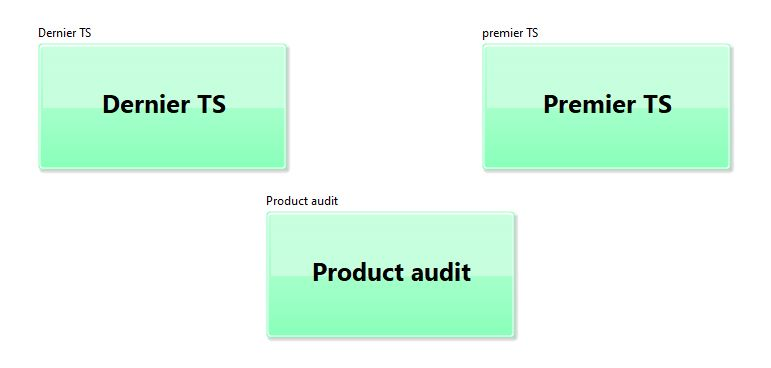 Dernier TS
premier TS
Dernier TS
Premier TS
Product audit
Product audit